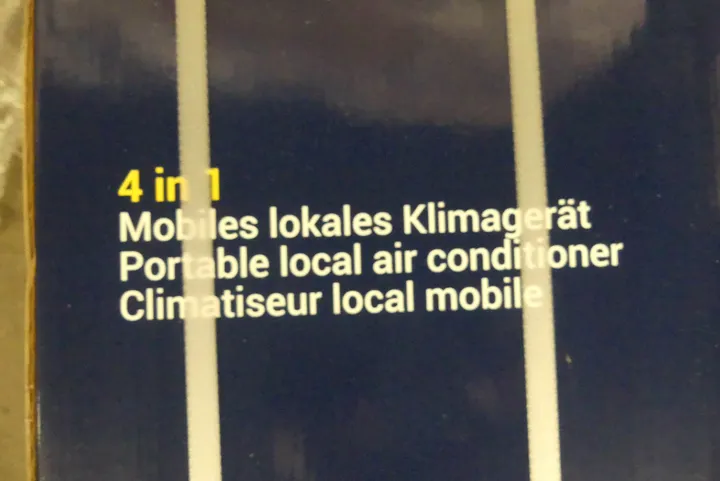 4 in 1
Mobiles lokales Klimagerät
Portable local air conditioner
Climatiseur local mobile